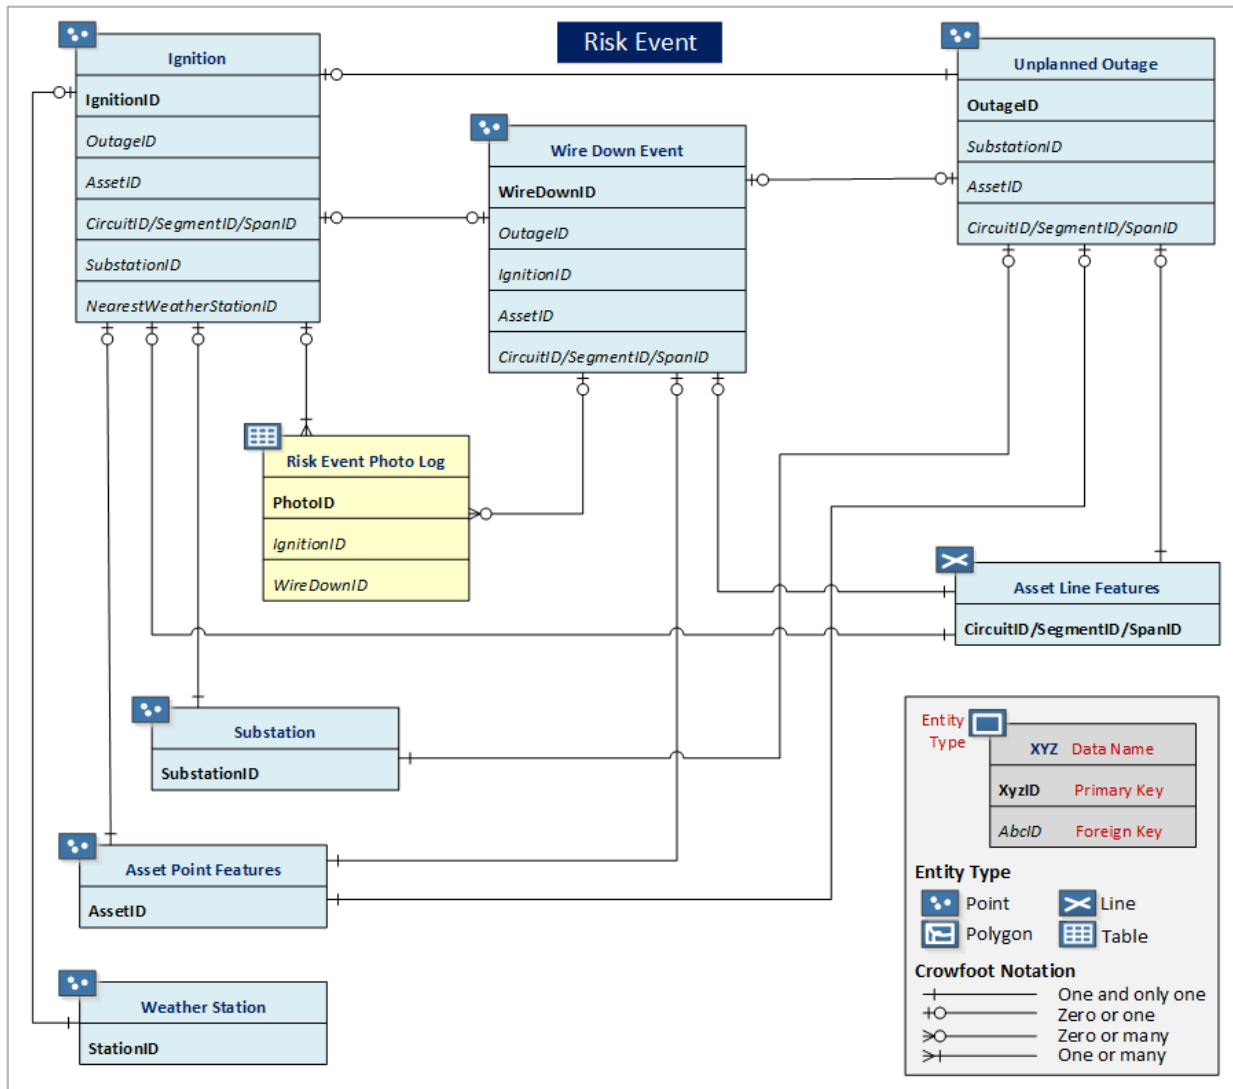 Risk Event
Ignition
IgnitionID
OutageID
AssetID
CircuitID/SegmentID/SpanID
SubstationID
NearestWeatherStationID
Wire Down Event
WireDownID
OutageID
IgnitionID
AssetID
CircuitID/SegmentID/SpanID
Unplanned Outage
OutageID
SubstationID
AssetID
CircuitID/SegmentID/SpanID
Risk Event Photo Log
PhotoID
IgnitionID
WireDownID
Asset Line Features
CircuitID/SegmentID/SpanID
Substation
SubstationID
Asset Point Features
AssetID
Weather Station
StationID
Entity
Type
XYZ Data Name
XyzID Primary Key
AbcID Foreign Key
Entity Type
Point
Line
Polygon
Table
Crowfoot Notation
One and only one
Zero or one
Zero or many
One or many